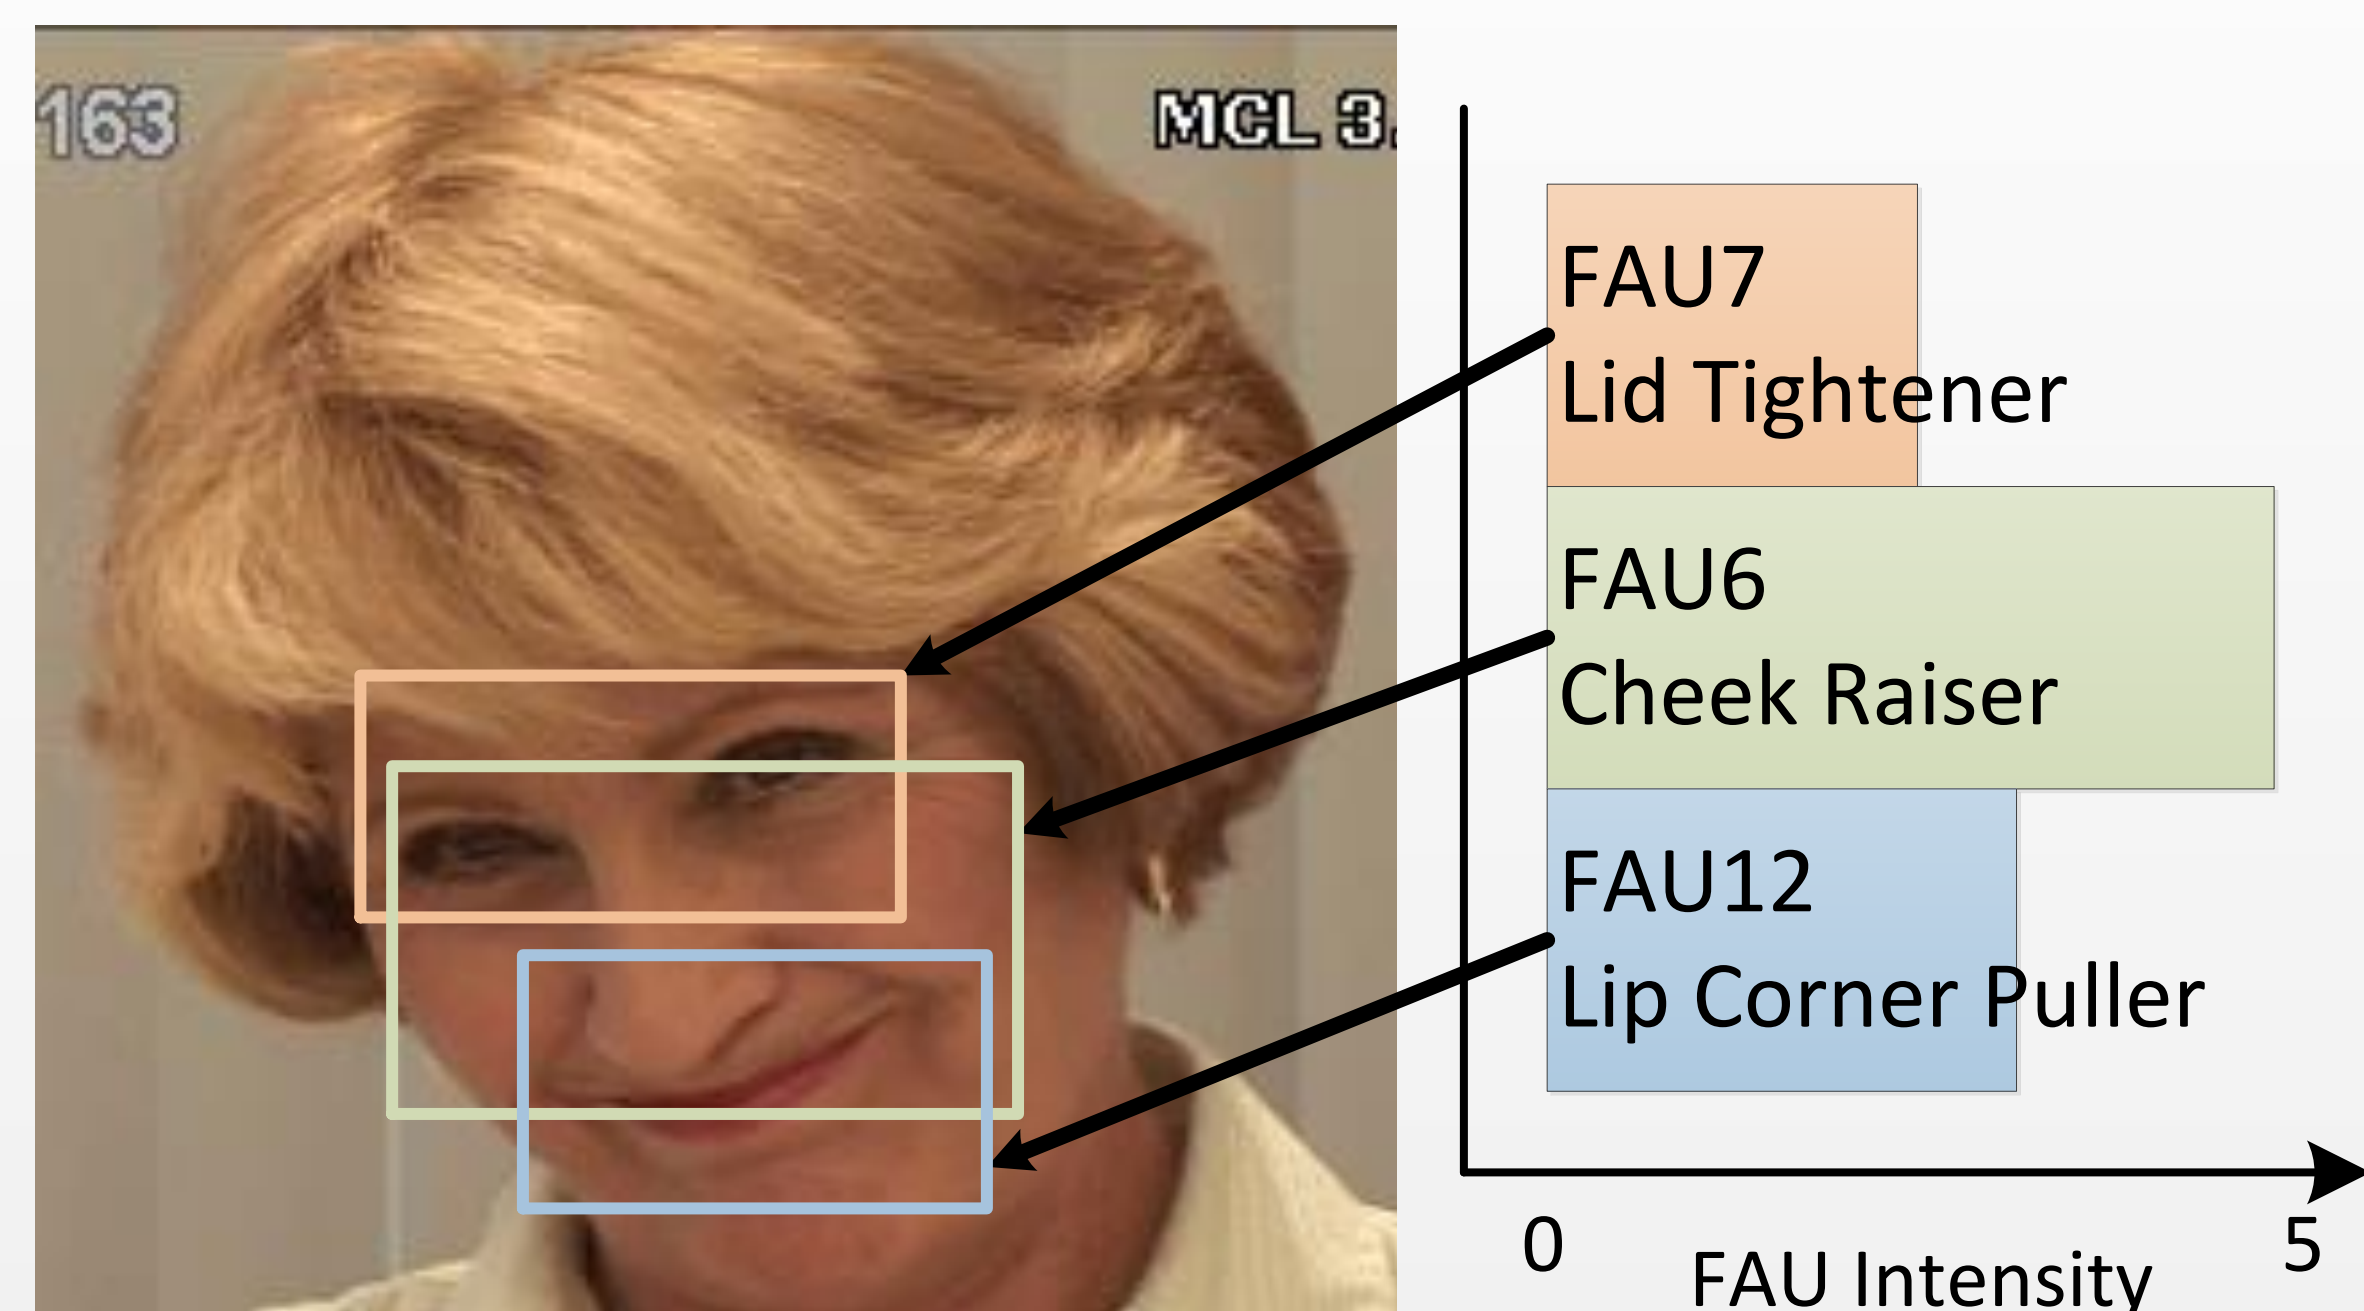 163
MCL 3.
FAU7
Lid Tightener
FAU6
Cheek Raiser
FAU12
Lip Corner Puller
0
5
FAU Intensity